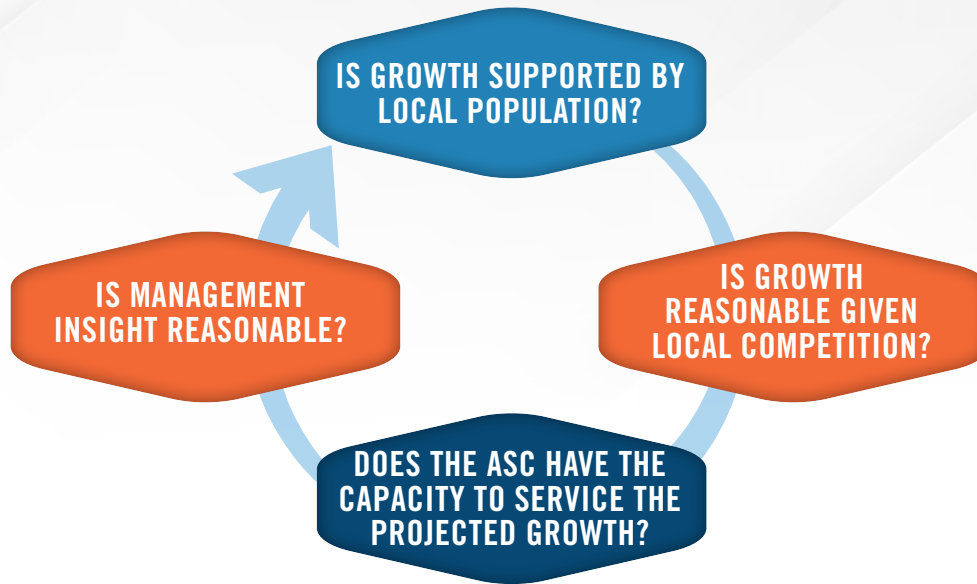 IS GROWTH SUPPORTED BY
LOCAL POPULATION?
IS GROWTH
REASONABLE GIVEN
LOCAL COMPETITION?
DOES THE ASC HAVE THE
CAPACITY TO SERVICE THE
PROJECTED GROWTH?
IS MANAGEMENT
INSIGHT REASONABLE?